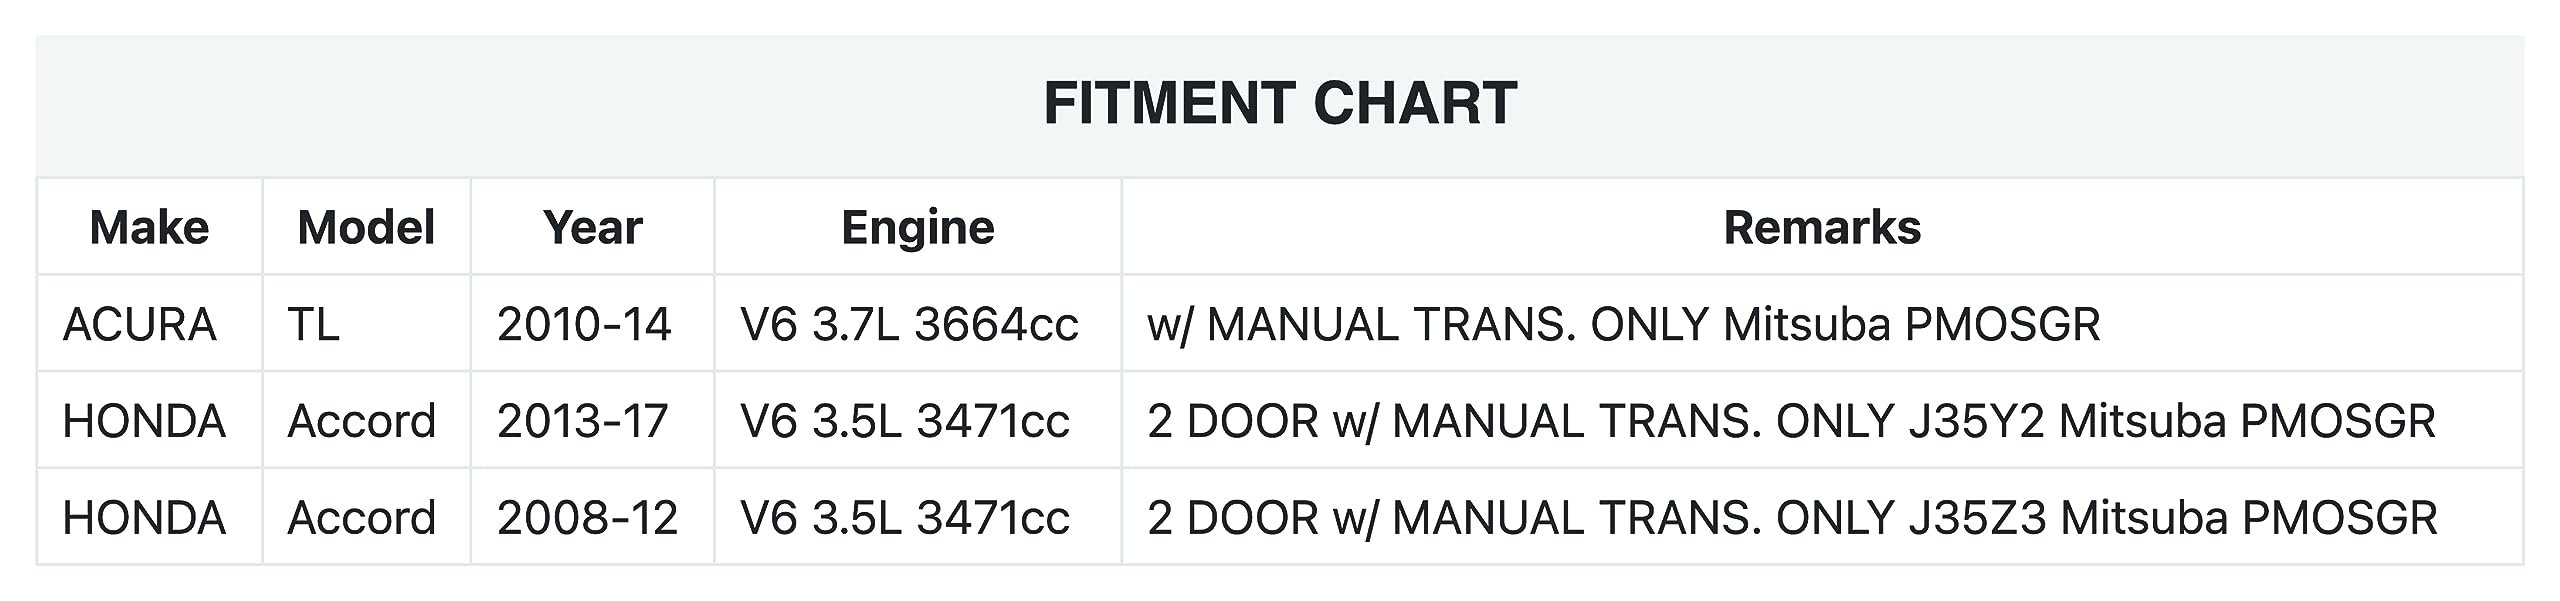 FITMENT CHART
Make Model Year Engine Remarks
ACURA TL 2010-14 V6 3.7L 3664cc w/ MANUAL TRANS. ONLY Mitsuba PMOSGR
HONDA Accord 2013-17 V6 3.5L 3471cc 2 DOOR w/ MANUAL TRANS. ONLY J35Y2 Mitsuba PMOSGR
HONDA Accord 2008-12 V6 3.5L 3471cc 2 DOOR w/ MANUAL TRANS. ONLY J35Z3 Mitsuba PMOSGR